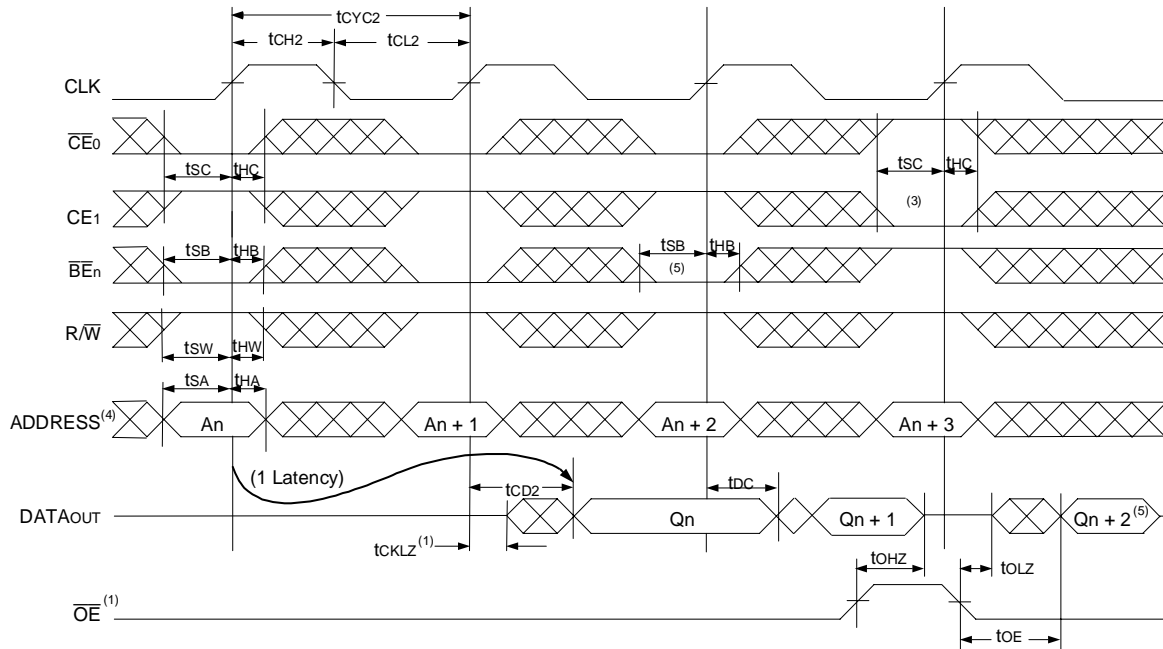 tCYC2
tCH2 tCL2
CLK
CE0
tSC tHC tSC tHC
CE1 (3)
tSB tHB tSB tHB
BEn (5)
R/W
tSW tHW
tSA tHA
ADDRESS(4) An An + 1 An + 2 An + 3
(1 Latency) tCD2 tDC
DATAOUT Qn Qn + 1 Qn + 2(5)
tCKLZ(1) tOHZ tOLZ
OE(1)
tOE